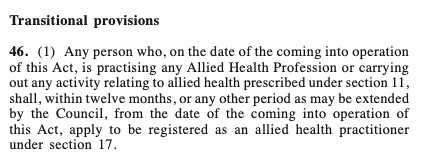 Transitional provisions
46. (1) Any person who, on the date of the coming into operation
of this Act, is practising any Allied Health Profession or carrying
out any activity relating to allied health prescribed under section 11,
shall, within twelve months, or any other period as may be extended
by the Council, from the date of the coming into operation of
this Act, apply to be registered as an allied health practitioner
under section 17.